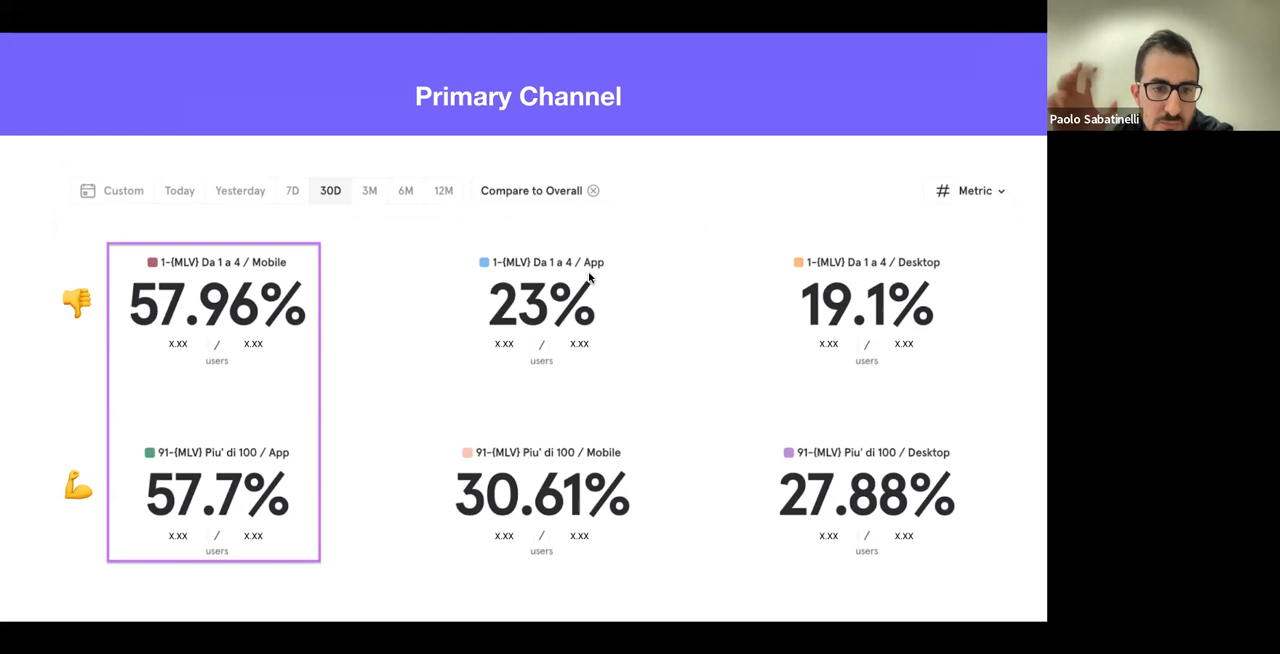 Primary Channel
Paolo Sabatinelli
Custom Today Yesterday 7D 30D 3M 6M 12M Compare to Overall # Metric
1-{MLV} Da 1 a 4 / Mobile
57.96%
x.xx / x.xx
users
1-{MLV} Da 1 a 4 / App
23%
x.xx / x.xx
users
1-{MLV} Da 1 a 4 / Desktop
19.1%
x.xx / x.xx
users
91-{MLV} Piu' di 100 / App
57.7%
x.xx / x.xx
users
91-{MLV} Piu' di 100 / Mobile
30.61%
x.xx / x.xx
users
91-{MLV} Piu' di 100 / Desktop
27.88%
x.xx / x.xx
users